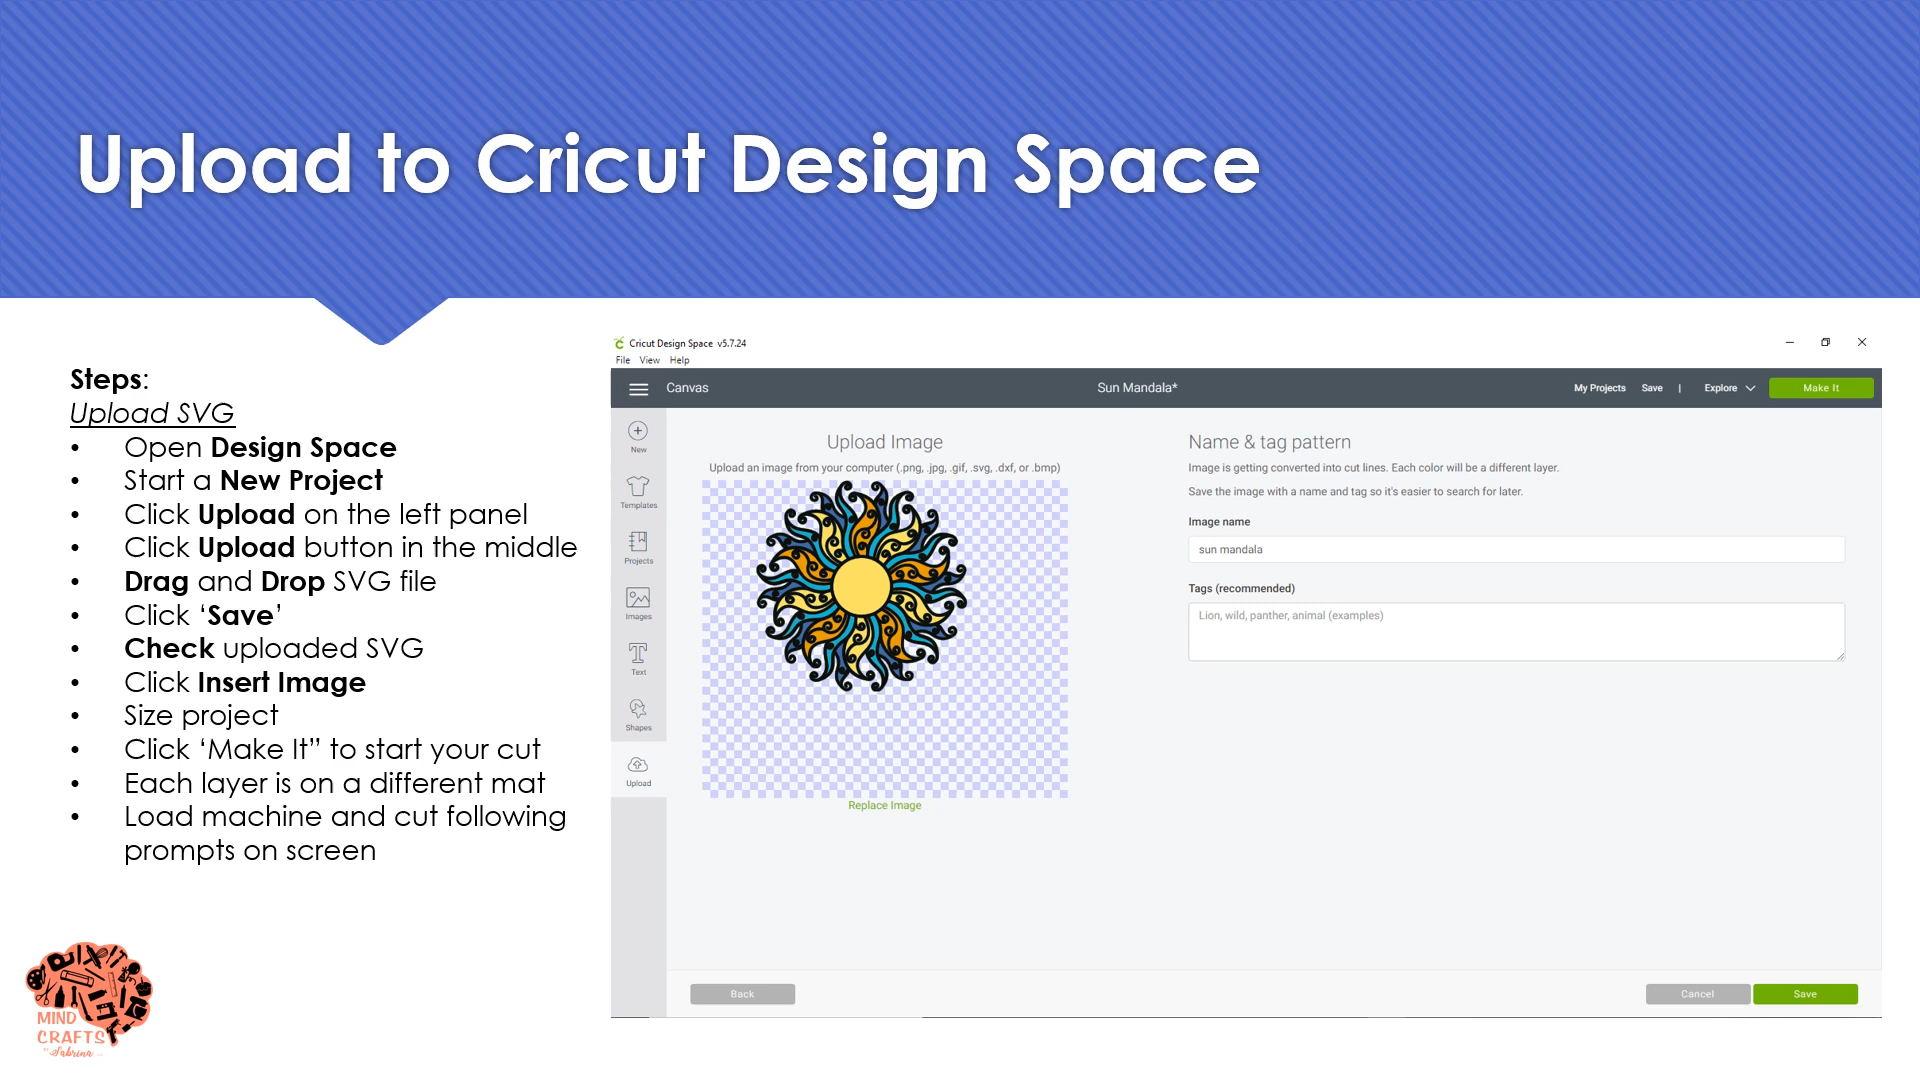 Upload to Cricut Design Space
Steps:
Upload SVG
• Open Design Space
• Start a New Project
• Click Upload on the left panel
• Click Upload button in the middle
• Drag and Drop SVG file
• Click ‘Save’
• Check uploaded SVG
• Click Insert Image
• Size project
• Click ‘Make It” to start your cut
• Each layer is on a different mat
• Load machine and cut following
prompts on screen
MIND
CRAFTS
Sabrina
Cricut Design Space v5.7.24
File View Help
Canvas
Sun Mandala*
My Projects Save | Explore
Make It
New
Templates
Projects
Images
Text
Shapes
Upload
Upload Image
Upload an image from your computer (.png, .jpg, .gif, .svg, .dxf, or .bmp)
Replace Image
Name & tag pattern
Image is getting converted into cut lines. Each color will be a different layer.
Save the image with a name and tag so it's easier to search for later.
Image name
sun mandala
Tags (recommended)
Lion, wild, panther, animal (examples)
Back
Cancel
Save